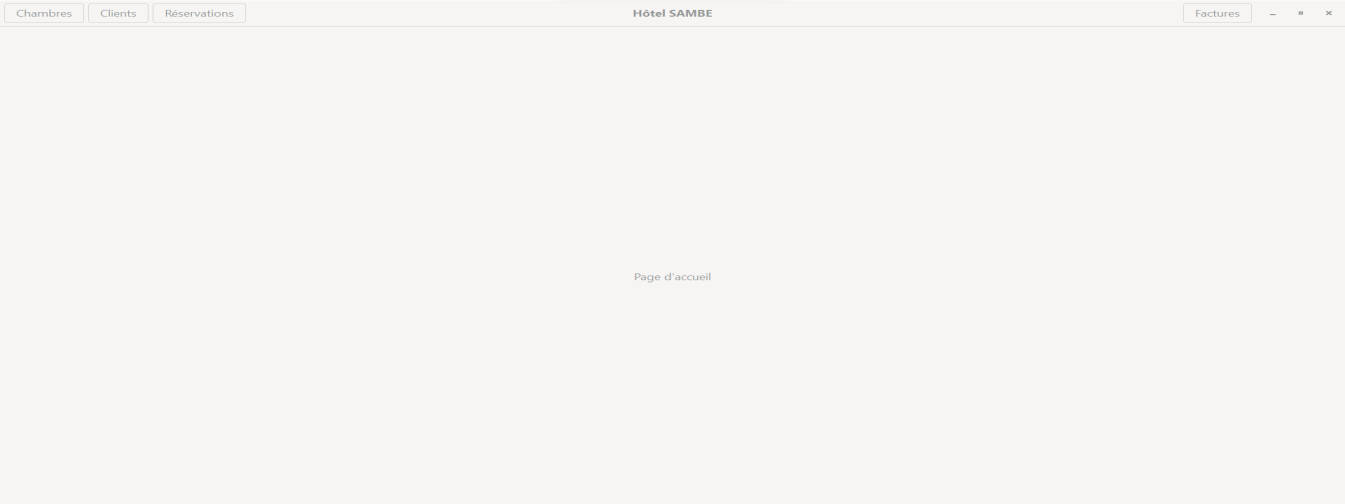 Chambres Clients Réservations Hôtel SAMBE Factures
Page d'accueil